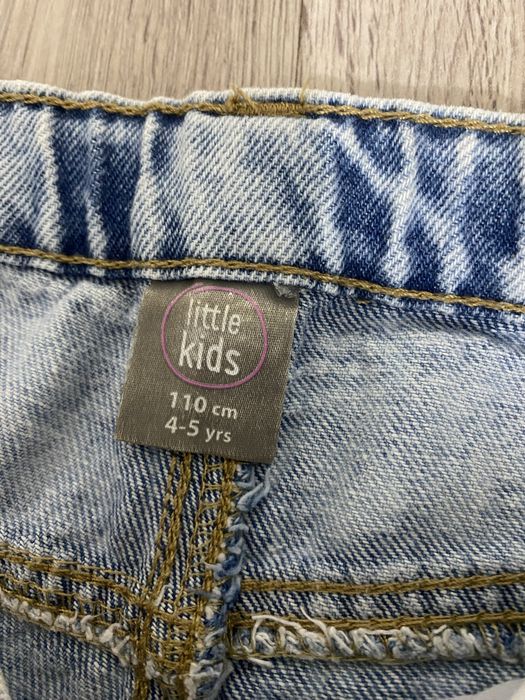 little
kids
110 cm
4-5 yrs